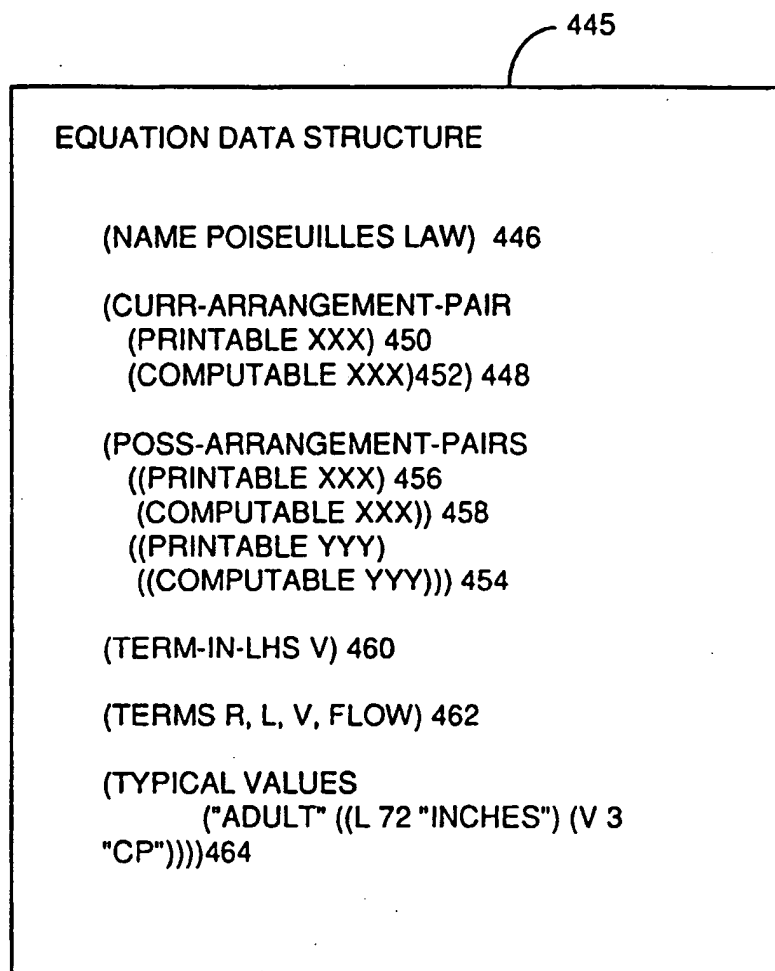 445
EQUATION DATA STRUCTURE
(NAME POISEUILLES LAW) 446
(CURR-ARRANGEMENT-PAIR
(PRINTABLE XXX) 450
(COMPUTABLE XXX)452) 448
(POSS-ARRANGEMENT-PAIRS
((PRINTABLE XXX) 456
(COMPUTABLE XXX)) 458
((PRINTABLE YYY)
((COMPUTABLE YYY))) 454
(TERM-IN-LHS V) 460
(TERMS R, L, V, FLOW) 462
(TYPICAL VALUES
("ADULT" ((L 72 "INCHES") (V 3
"CP"))))464